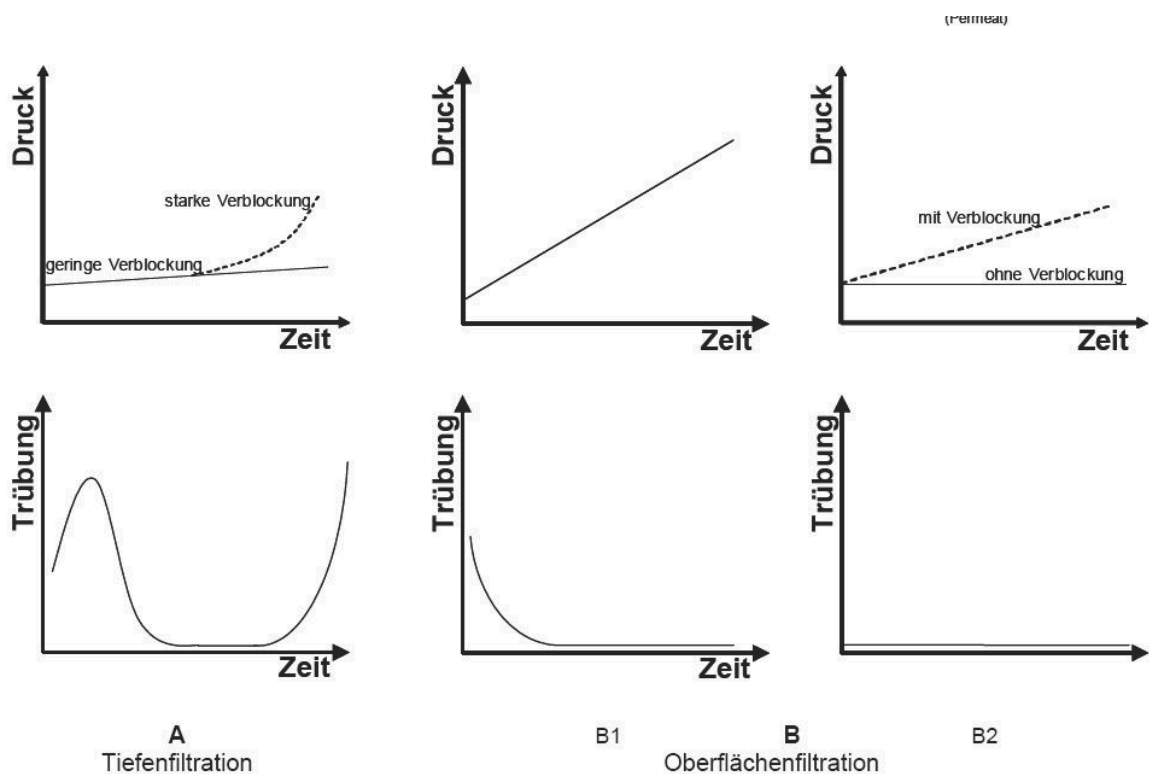 (Permeat)
Druck
starke Verblockung
geringe Verblockung
Zeit
Druck
Zeit
Druck
mit Verblockung
ohne Verblockung
Zeit
Trübung
Zeit
Trübung
Zeit
Trübung
A
Tiefenfiltration
B1
B
B2
Oberflächenfiltration